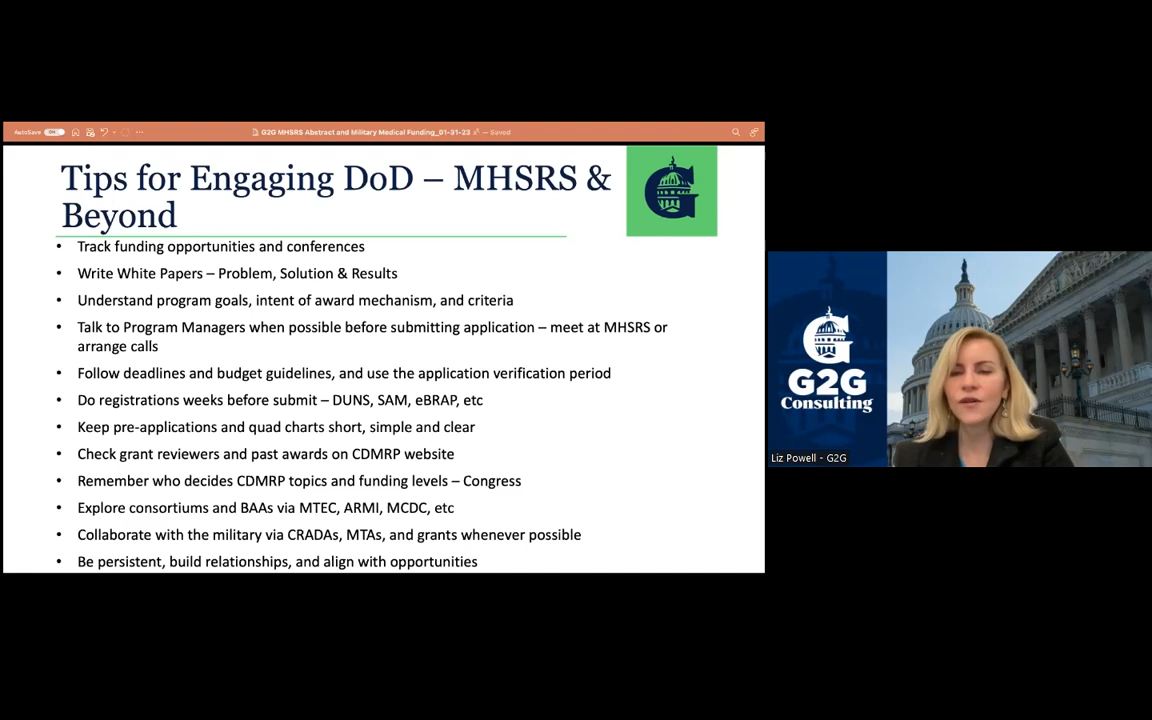 AutoSave ON
G2G MHSRS Abstract and Military Medical Funding_01-31-23 — Saved
Tips for Engaging DoD – MHSRS &
Beyond
• Track funding opportunities and conferences
• Write White Papers – Problem, Solution & Results
• Understand program goals, intent of award mechanism, and criteria
• Talk to Program Managers when possible before submitting application – meet at MHSRS or
calls arrange
• Follow deadlines and budget guidelines, and use the application verification period
• Do registrations weeks before submit – DUNS, SAM, eBRAP, etc
• Keep pre-applications and quad charts short, simple and clear
• Check grant reviewers and past awards on CDMRP website
• Remember who decides CDMRP topics and funding levels – Congress
• Explore consortiums and BAAs via MTEC, ARMI, MCDC, etc
• Collaborate with the military via CRADAs, MTAs, and grants whenever possible
• Be persistent, build relationships, and align with opportunities
G
G
G2G
Consulting
Liz Powell - G2G